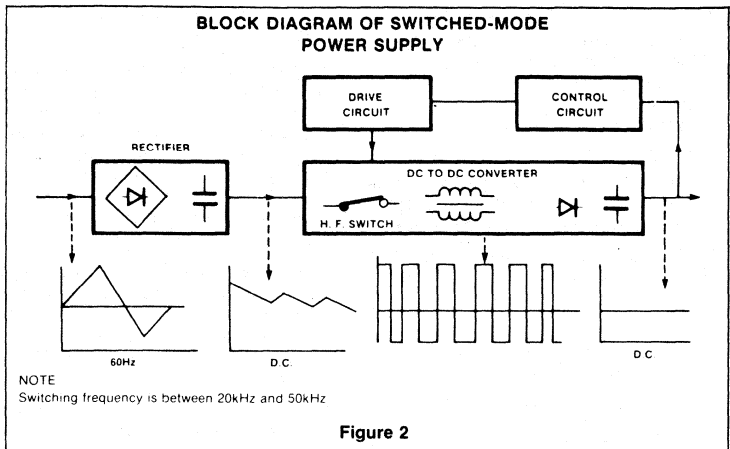 BLOCK DIAGRAM OF SWITCHED-MODE
POWER SUPPLY
DRIVE
CIRCUIT
CONTROL
CIRCUIT
RECTIFIER
DC TO DC CONVERTER
H. F. SWITCH
60Hz
D.C.
D C
NOTE
Switching frequency is between 20kHz and 50kHz
Figure 2